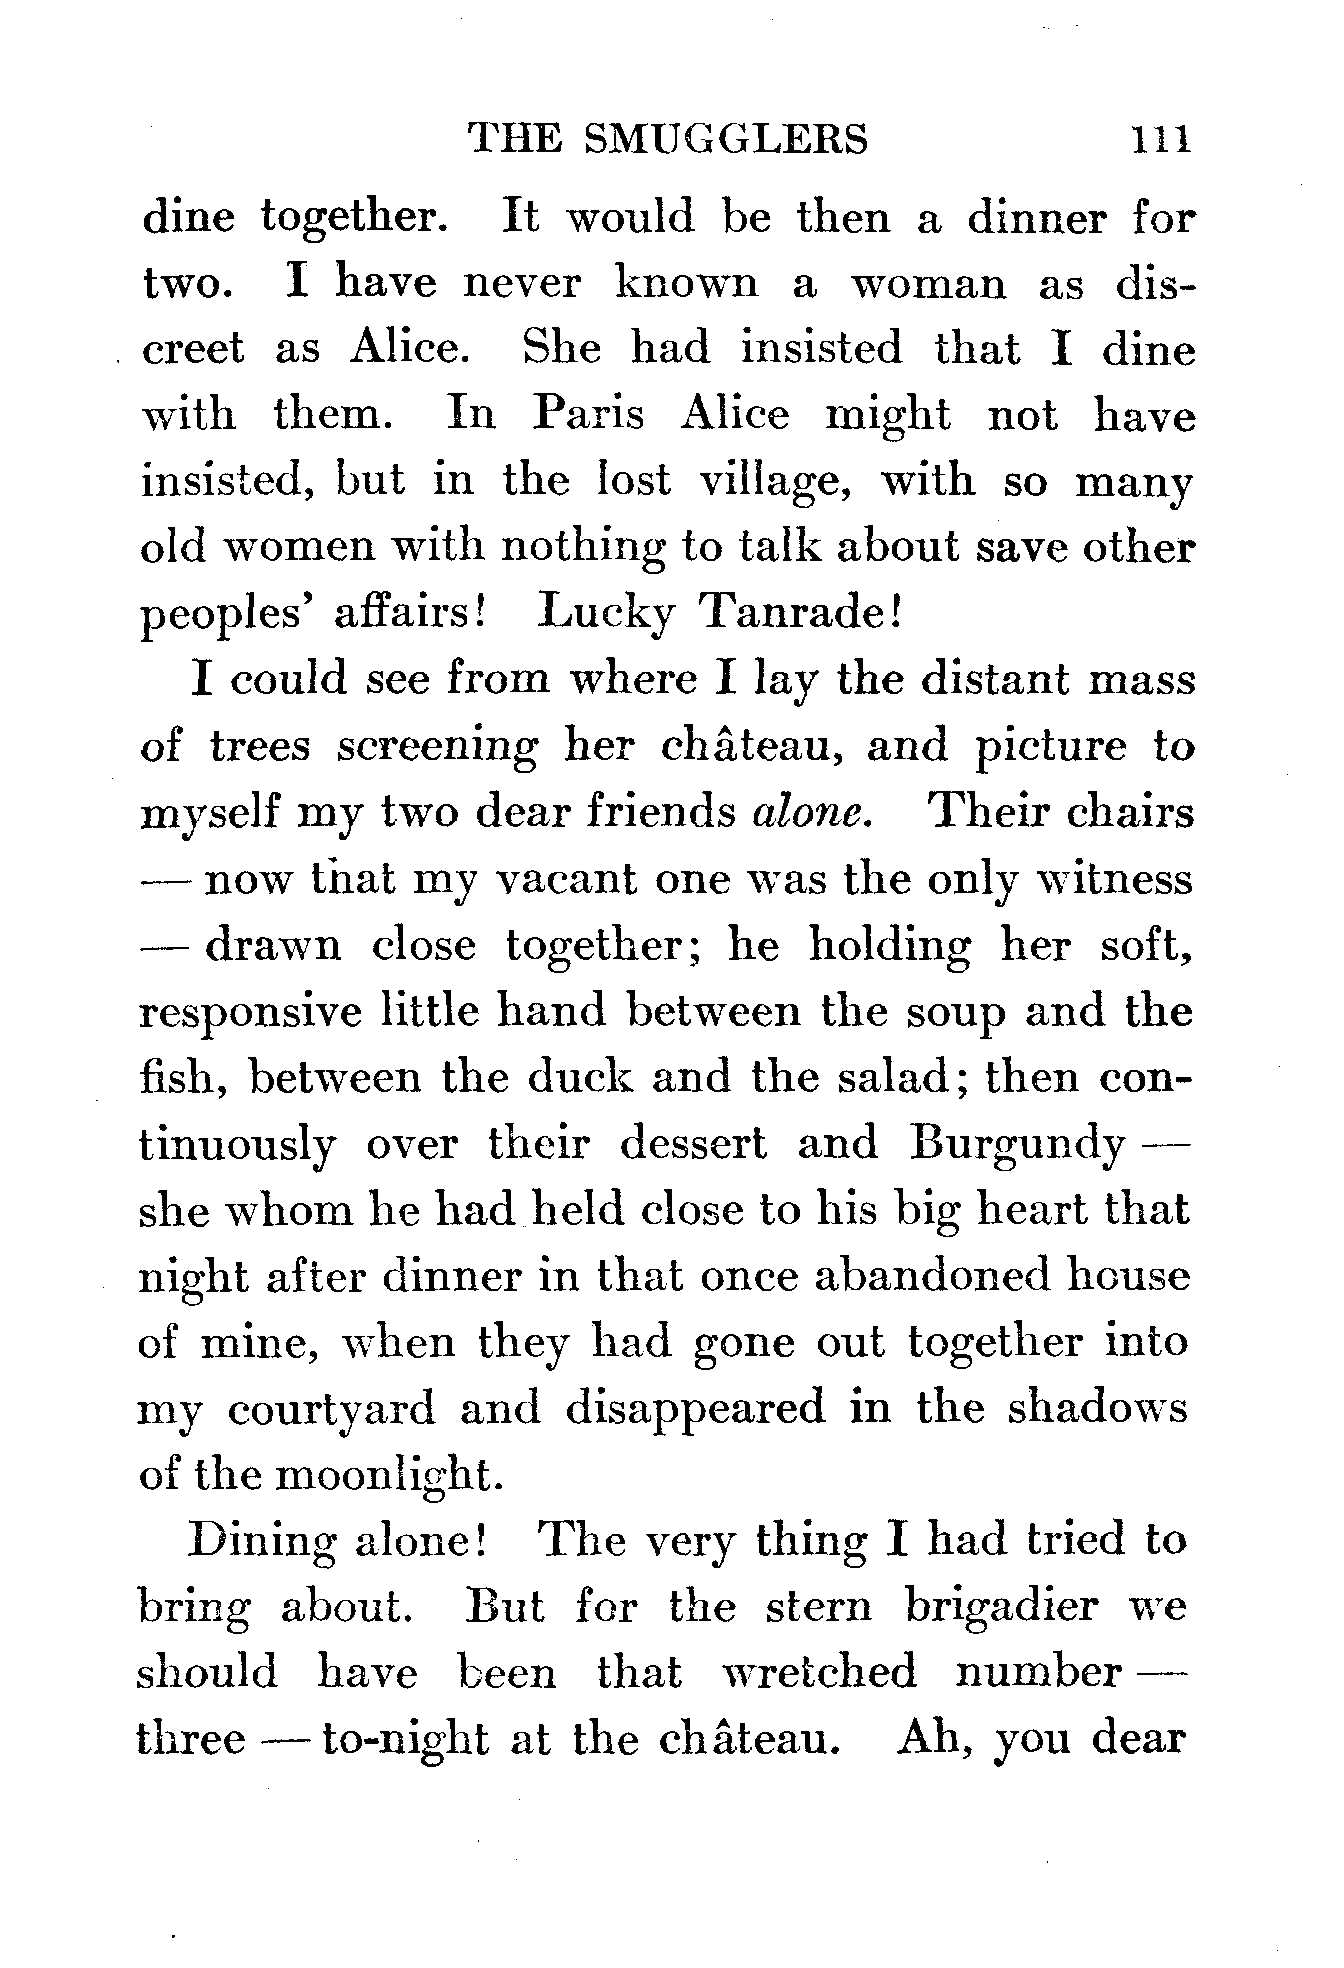 THE SMUGGLERS 111
dine together. It would be then a dinner for
two. I have never known a woman as dis-
creet as Alice. She had insisted that I dine
with them. In Paris Alice might not have
insisted, but in the lost village, with so many
old women with nothing to talk about save other
peoples' affairs! Lucky Tanrade!
I could see from where I lay the distant mass
of trees screening her château, and picture to
myself my two dear friends alone. Their chairs
— now that my vacant one was the only witness
— drawn close together; he holding her soft,
responsive little hand between the soup and the
fish, between the duck and the salad; then con-
tinuously over their dessert and Burgundy —
she whom he had held close to his big heart that
night after dinner in that once abandoned house
of mine, when they had gone out together into
my courtyard and disappeared in the shadows
of the moonlight.
Dining alone! The very thing I had tried to
bring about. But for the stern brigadier we
should have been that wretched number —
three — to-night at the château. Ah, you dear